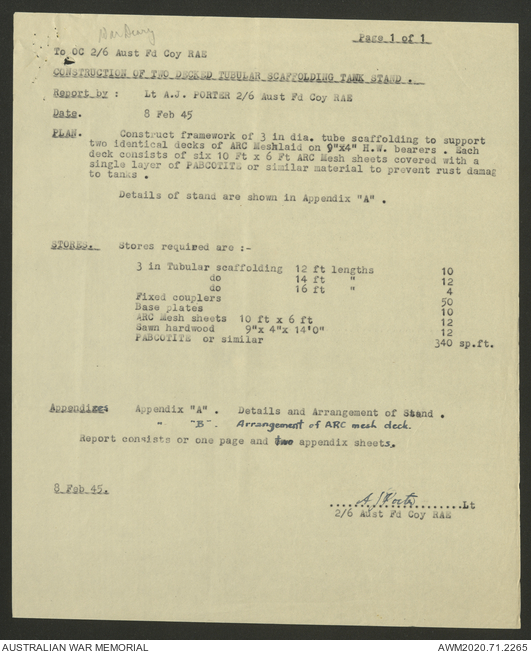 War Diary
Page 1 of 1
To OC 2/6 Aust Fd Coy RAE
CONSTRUCTION OF TWO DECKED TUBULAR SCAFFOLDING TANK STAND .
Report by : Lt A.J. PORTER 2/6 Aust Fd Coy RAE
Date. 8 Feb 45
PLAN. Construct framework of 3 in dia. tube scaffolding to support
two identical decks of ARC Meshlaid on 9"x4" H.W. bearers . Each
deck consists of six 10 Ft x 6 Ft ARC Mesh sheets covered with a
single layer of PABCOTITE or similar material to prevent rust damag
to tanks .
Details of stand are shown in Appendix "A" .
STORES. Stores required are :-
3 in Tubular scaffolding 12 ft lengths 10
do 14 ft " 12
do 16 ft " 4
Fixed couplers 50
Base plates 10
ARC Mesh sheets 10 ft x 6 ft 12
Sawn hardwood 9"x 4"x 14'0" 12
PABCOTITE or similar 340 sp.ft.
Appendices Appendix "A" . Details and Arrangement of Stand .
" "B" . Arrangement of ARC mesh deck.
Report consists or one page and two appendix sheets.
8 Feb 45.
A J Porter Lt
2/6 Aust Fd Coy RAE
AUSTRALIAN WAR MEMORIAL AWM2020.71.2265